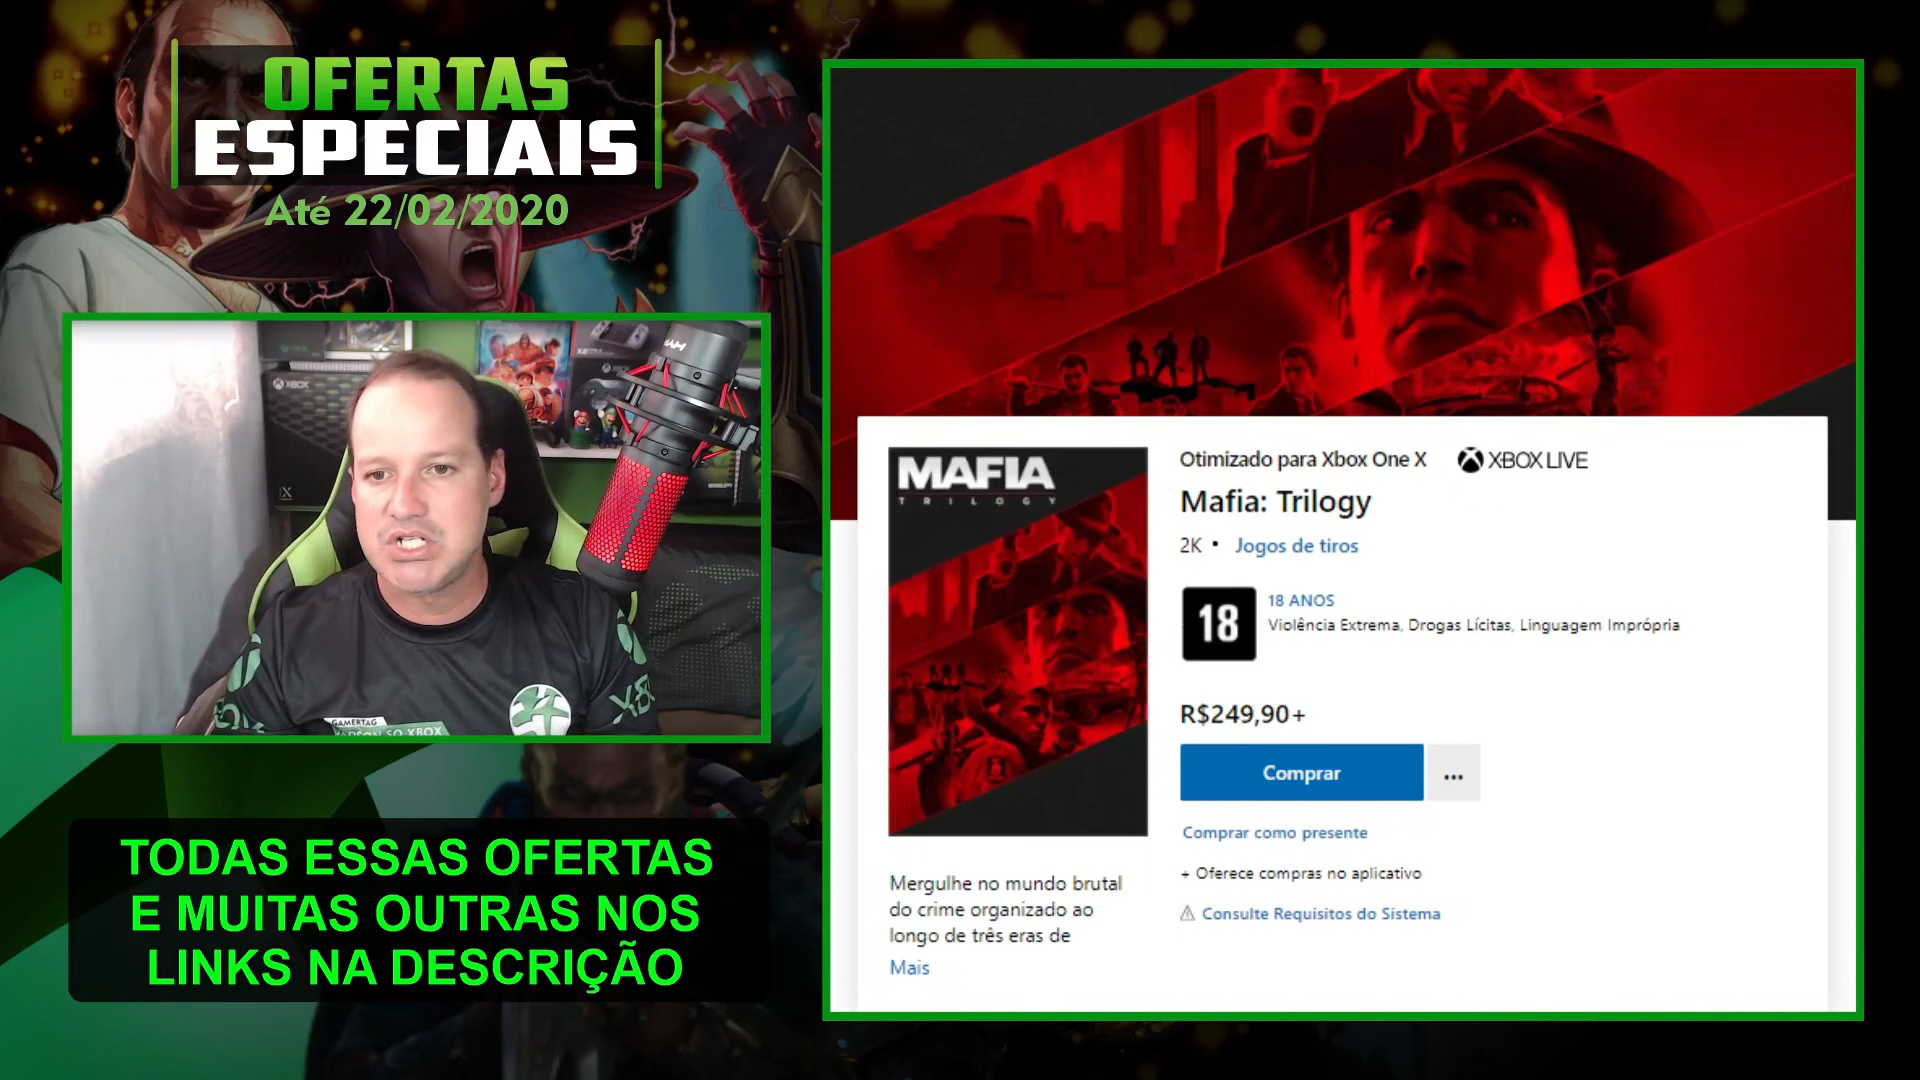 OFERTAS
ESPECIAIS
Até 22/02/2020
XBOX
X
GAMERTAG
XBOX
TODAS ESSAS OFERTAS
E MUITAS OUTRAS NOS
LINKS NA DESCRIÇÃO
MAFIA
TRILOGY
Otimizado para Xbox One X
XBOX LIVE
Mafia: Trilogy
2K • Jogos de tiros
18
18 ANOS
Violência Extrema, Drogas Lícitas, Linguagem Imprópria
R$249,90+
Comprar
...
Comprar como presente
+ Oferece compras no aplicativo
Consulte Requisitos do Sistema
Mergulhe no mundo brutal
do crime organizado ao
longo de três eras de
Mais